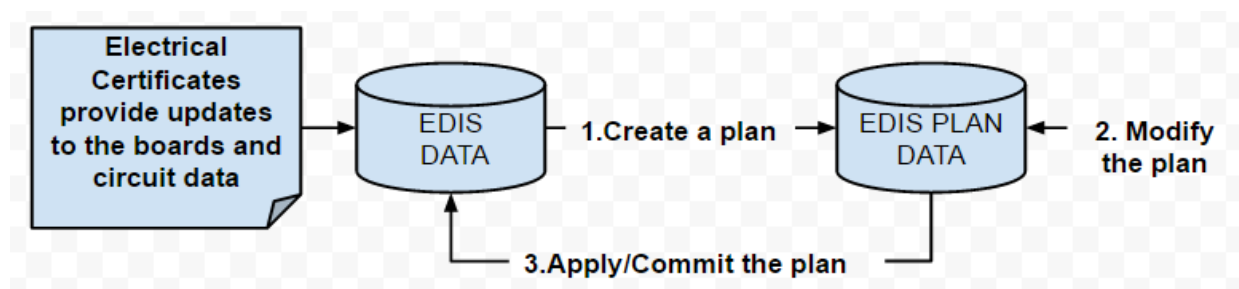 Electrical
Certificates
provide updates
to the boards and
circuit data
EDIS
DATA
1.Create a plan
EDIS PLAN
DATA
2. Modify
the plan
3.Apply/Commit the plan